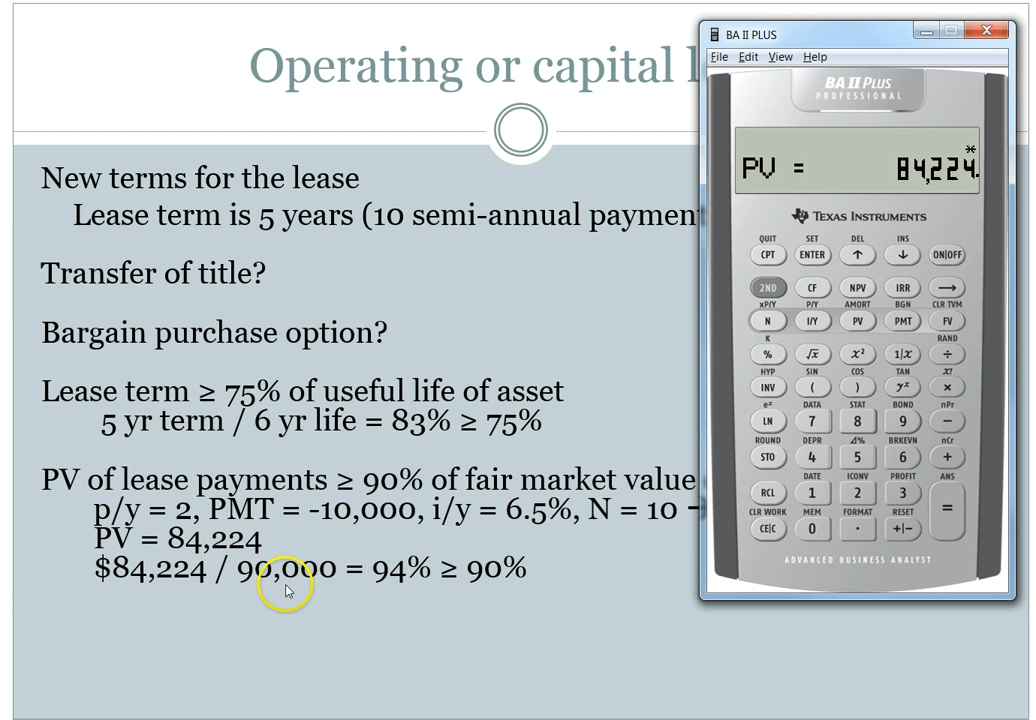 Operating or capital
New terms for the lease
Lease term is 5 years (10 semi-annual payment
Transfer of title?
Bargain purchase option?
Lease term ≥ 75% of useful life of asset
5 yr term / 6 yr life = 83% ≥ 75%
PV of lease payments ≥ 90% of fair market value
p/y = 2, PMT = -10,000, i/y = 6.5%, N = 10
PV = 84,224
$84,224 / 90,000 = 94% ≥ 90%
BA II PLUS
File Edit View Help
BA II PLUS
PROFESSIONAL
*
PV = 84,224.
TEXAS INSTRUMENTS
QUIT SET DEL INS
CPT ENTER ↑ ↓ ON|OFF
2ND CF NPV IRR →
xP/Y P/Y AMORT BGN CLR TVM
N I/Y PV PMT FV
K RAND
% √x x² 1/x ÷
HYP SIN COS TAN x!
INV ( ) yˣ ×
eˣ DATA STAT BOND nPr
LN 7 8 9 −
ROUND DEPR Δ% BRKEVN nCr
STO 4 5 6 +
DATE ICONV PROFIT ANS
RCL 1 2 3 =
CLR WORK MEM FORMAT RESET
CE|C 0 . +|−
ADVANCED BUSINESS ANALYST